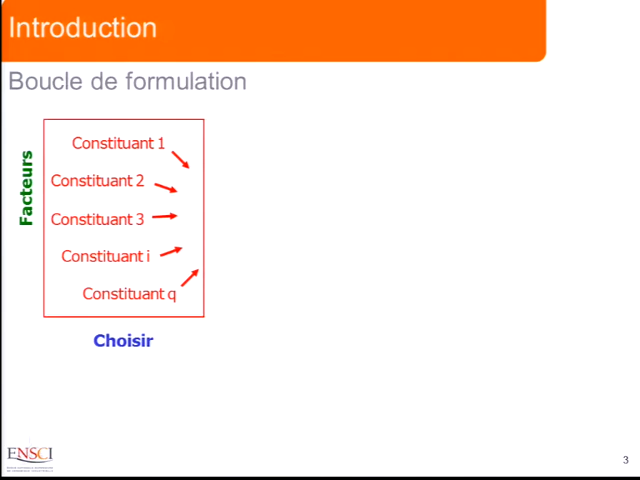 Introduction
Boucle de formulation
Facteurs
Constituant 1
Constituant 2
Constituant 3
Constituant i
Constituant q
Choisir
ENSCI
3